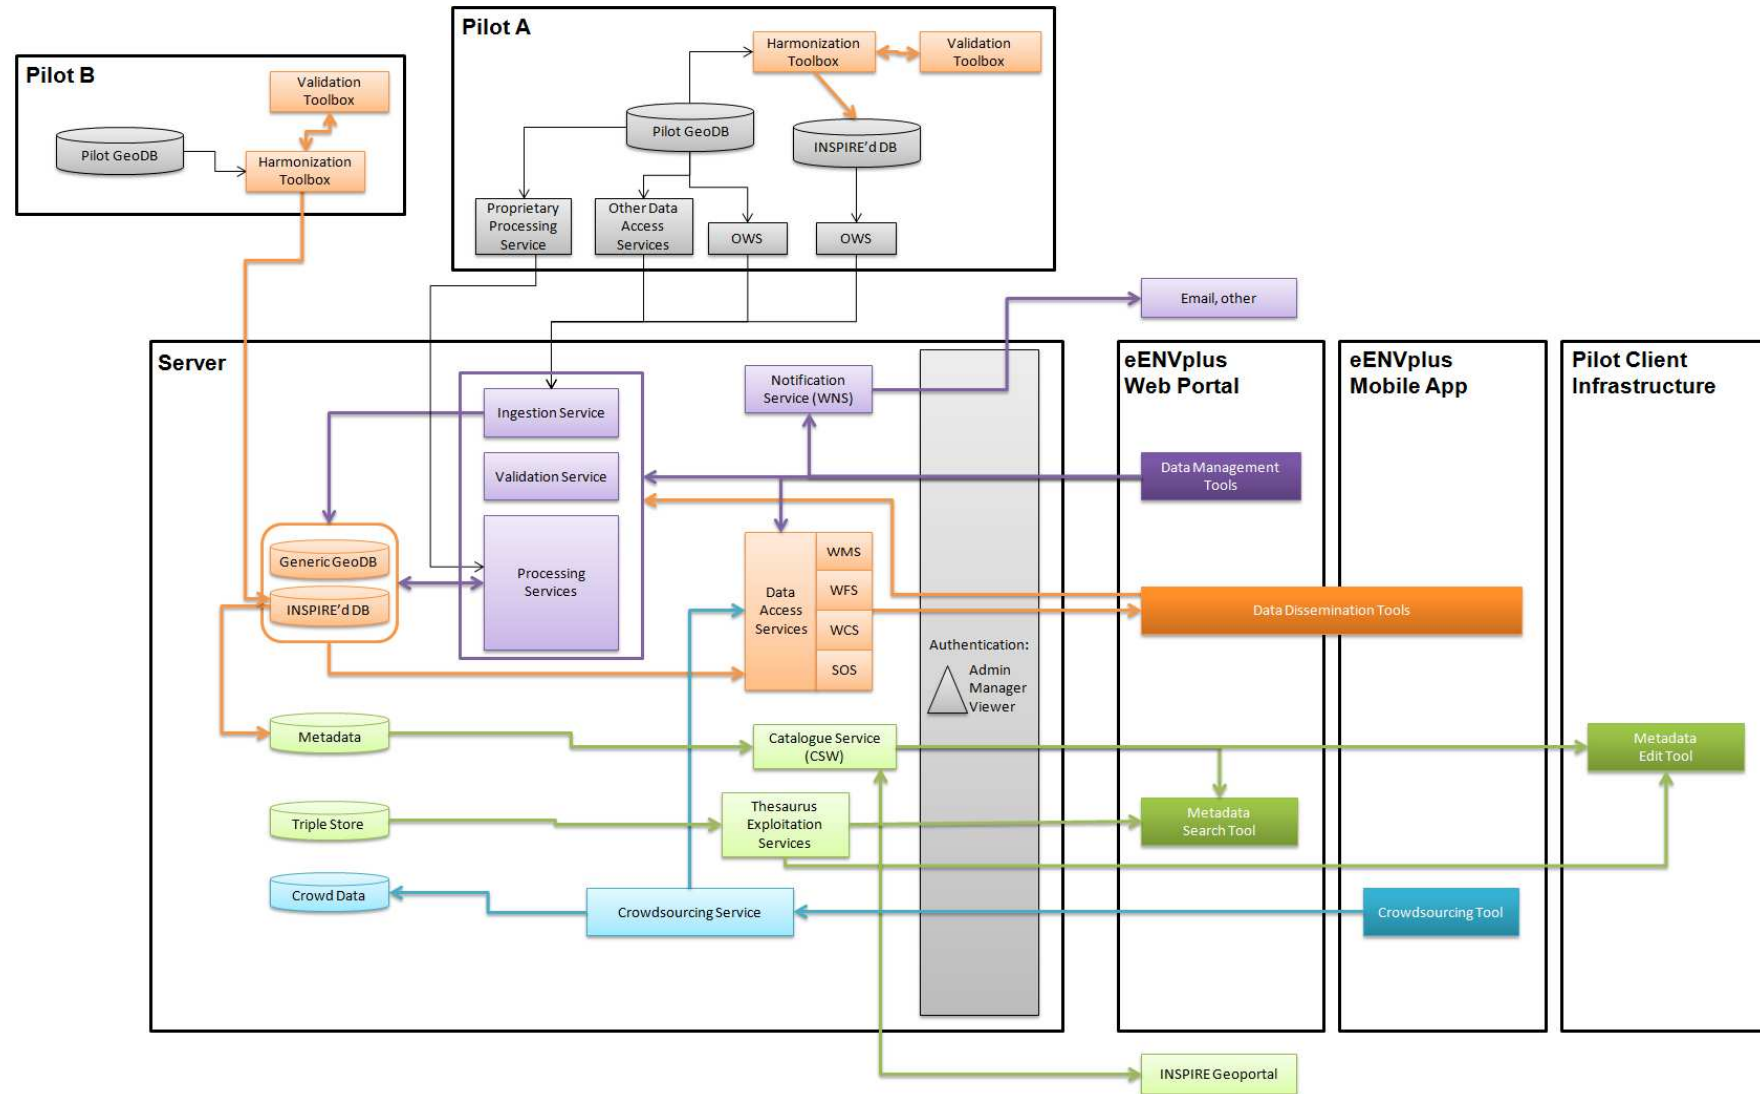 Pilot A
Harmonization
Toolbox
Validation
Toolbox
Pilot GeoDB
INSPIRE'd DB
Proprietary
Processing
Service
Other Data
Access
Services
OWS
OWS
Pilot B
Validation
Toolbox
Pilot GeoDB
Harmonization
Toolbox
Email, other
Server
Ingestion Service
Validation Service
Processing
Services
Generic GeoDB
INSPIRE'd DB
Notification
Service (WNS)
Data
Access
Services
WMS
WFS
WCS
SOS
Authentication:
Admin
Manager
Viewer
Metadata
Catalogue Service
(CSW)
Triple Store
Thesaurus
Exploitation
Services
Crowd Data
Crowdsourcing Service
eENVplus
Web Portal
Data Management
Tools
Data Dissemination Tools
Metadata
Search Tool
eENVplus
Mobile App
Crowdsourcing Tool
Pilot Client
Infrastructure
Metadata
Edit Tool
INSPIRE Geoportal